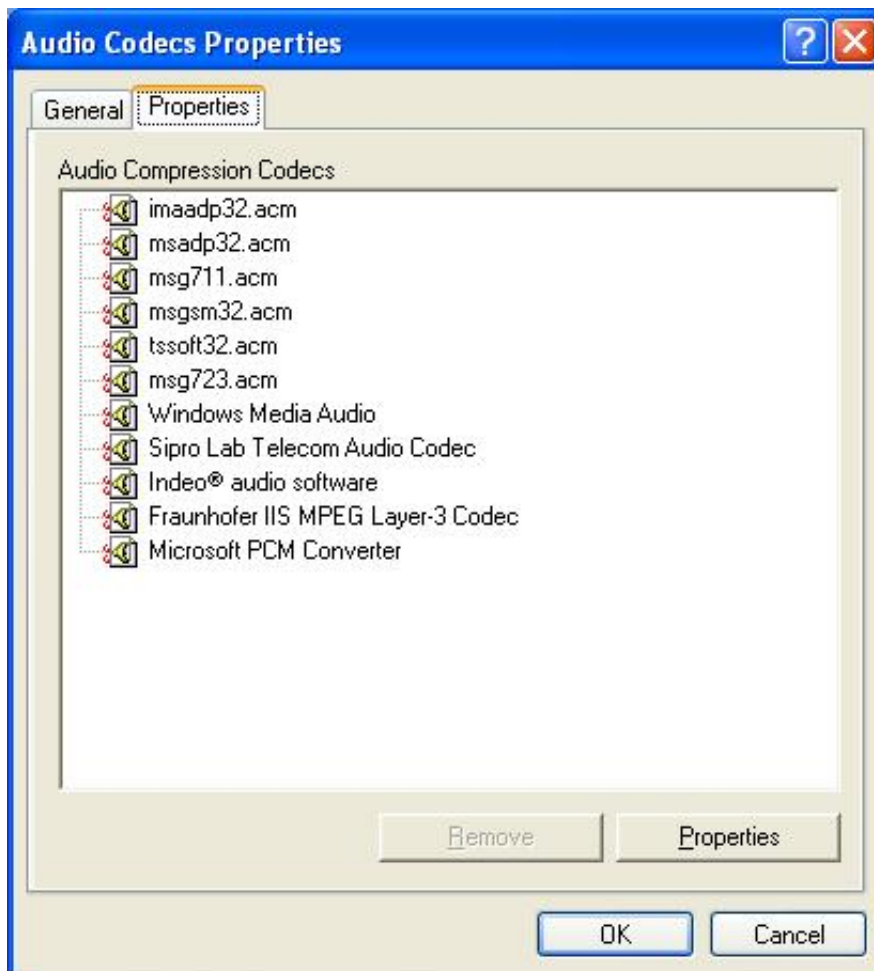 Audio Codecs Properties
General Properties
Audio Compression Codecs
imaadp32.acm
msadp32.acm
msg711.acm
msgsm32.acm
tssoft32.acm
msg723.acm
Windows Media Audio
Sipro Lab Telecom Audio Codec
Indeo® audio software
Fraunhofer IIS MPEG Layer-3 Codec
Microsoft PCM Converter
Remove Properties
OK Cancel